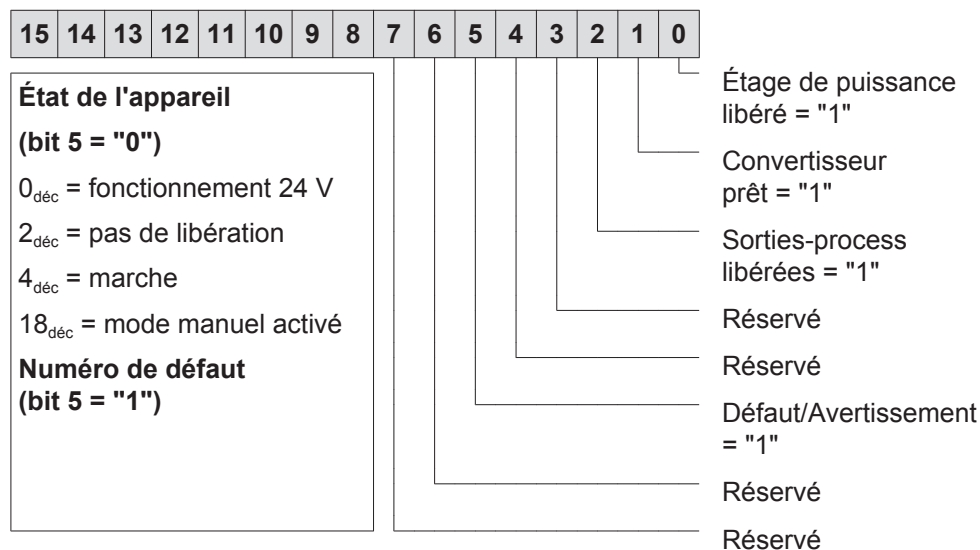 15 14 13 12 11 10 9 8 7 6 5 4 3 2 1 0
État de l'appareil
(bit 5 = "0")
0déc = fonctionnement 24 V
2déc = pas de libération
4déc = marche
18déc = mode manuel activé
Numéro de défaut
(bit 5 = "1")
Étage de puissance
libéré = "1"
Convertisseur
prêt = "1"
Sorties-process
libérées = "1"
Réservé
Réservé
Défaut/Avertissement
= "1"
Réservé
Réservé